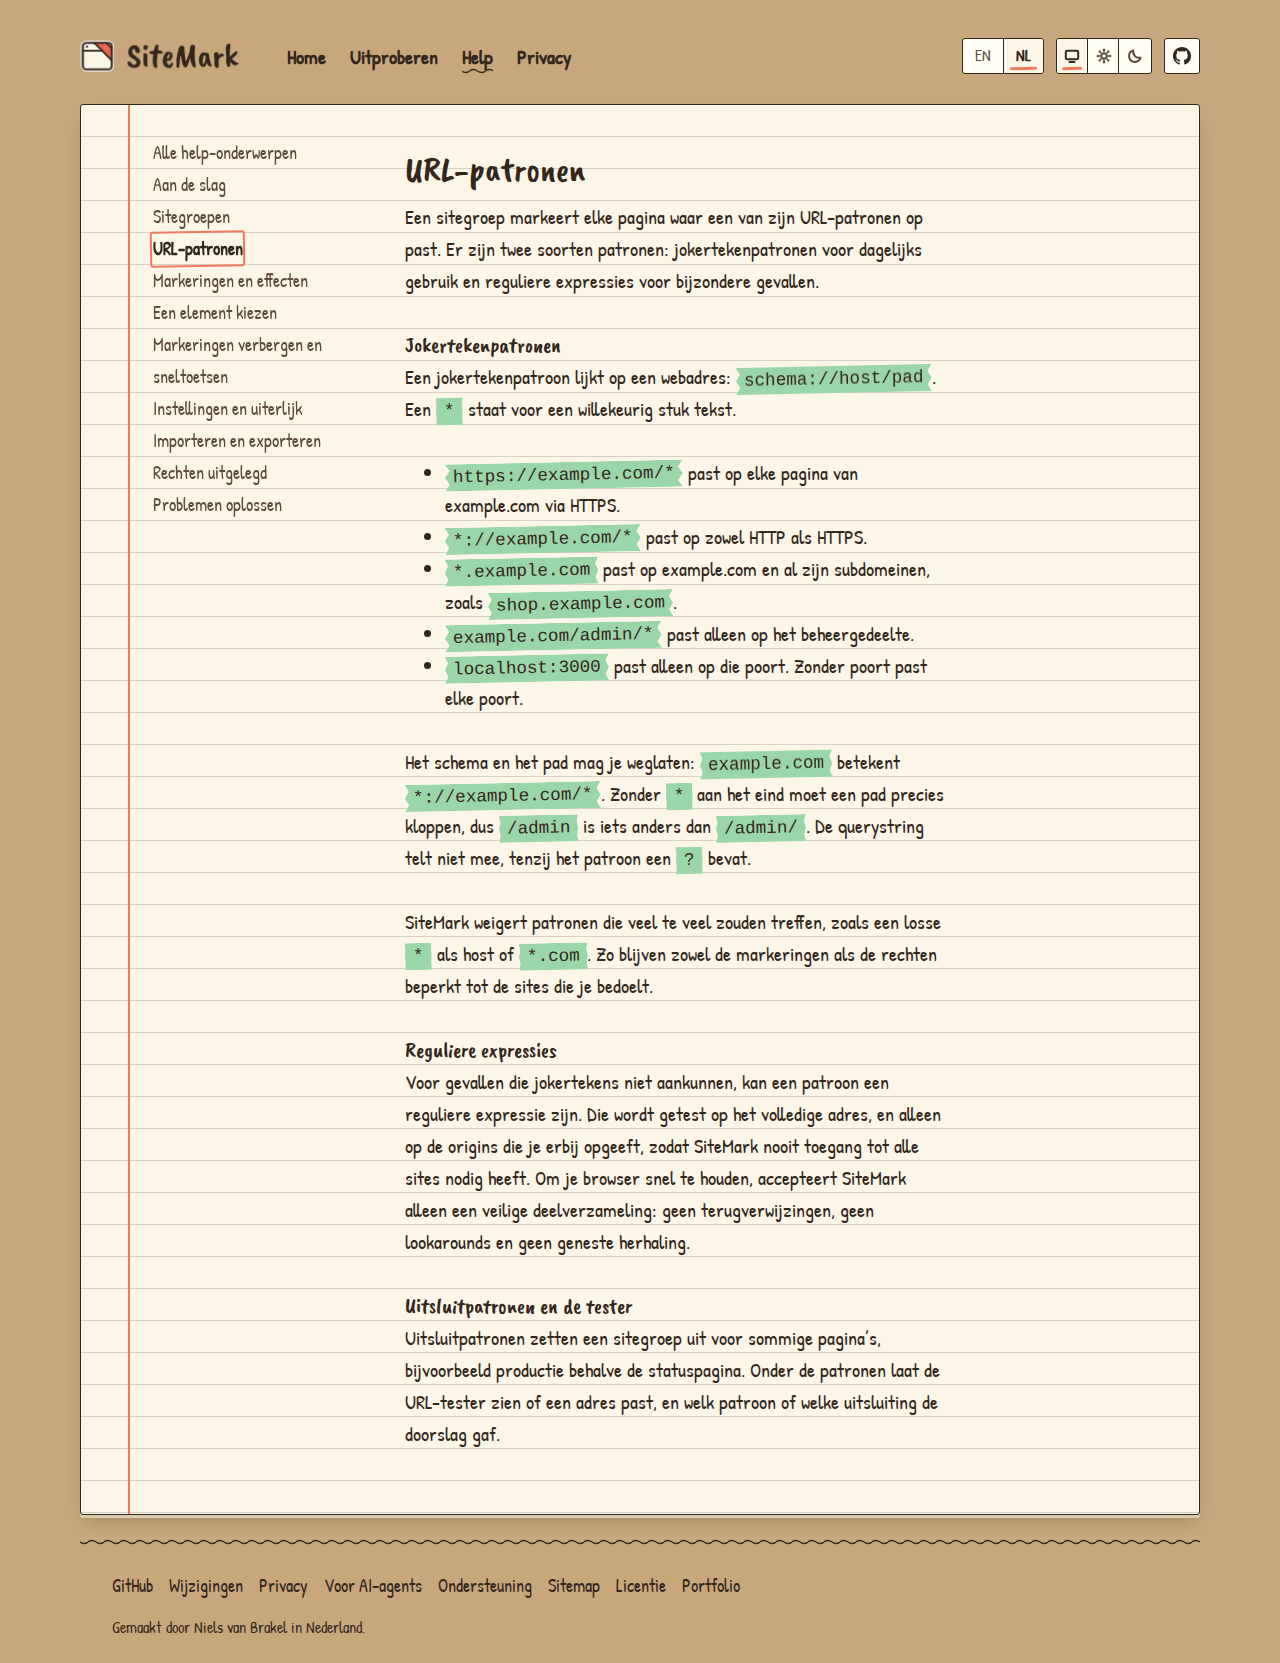 SiteMark Home Uitproberen Help Privacy EN NL
Alle help-onderwerpen
Aan de slag
Sitegroepen
URL-patronen
Markeringen en effecten
Een element kiezen
Markeringen verbergen en
sneltoetsen
Instellingen en uiterlijk
Importeren en exporteren
Rechten uitgelegd
Problemen oplossen
URL-patronen
Een sitegroep markeert elke pagina waar een van zijn URL-patronen op
past. Er zijn twee soorten patronen: jokertekenpatronen voor dagelijks
gebruik en reguliere expressies voor bijzondere gevallen.
Jokertekenpatronen
Een jokertekenpatroon lijkt op een webadres: schema://host/pad.
Een * staat voor een willekeurig stuk tekst.
• https://example.com/* past op elke pagina van
example.com via HTTPS.
• *://example.com/* past op zowel HTTP als HTTPS.
• *.example.com past op example.com en al zijn subdomeinen,
zoals shop.example.com.
• example.com/admin/* past alleen op het beheergedeelte.
• localhost:3000 past alleen op die poort. Zonder poort past
elke poort.
Het schema en het pad mag je weglaten: example.com betekent
*://example.com/*. Zonder * aan het eind moet een pad precies
kloppen, dus /admin is iets anders dan /admin/. De querystring
telt niet mee, tenzij het patroon een ? bevat.
SiteMark weigert patronen die veel te veel zouden treffen, zoals een losse
* als host of *.com. Zo blijven zowel de markeringen als de rechten
beperkt tot de sites die je bedoelt.
Reguliere expressies
Voor gevallen die jokertekens niet aankunnen, kan een patroon een
reguliere expressie zijn. Die wordt getest op het volledige adres, en alleen
op de origins die je erbij opgeeft, zodat SiteMark nooit toegang tot alle
sites nodig heeft. Om je browser snel te houden, accepteert SiteMark
alleen een veilige deelverzameling: geen terugverwijzingen, geen
lookarounds en geen geneste herhaling.
Uitsluitpatronen en de tester
Uitsluitpatronen zetten een sitegroep uit voor sommige pagina's,
bijvoorbeeld productie behalve de statuspagina. Onder de patronen laat de
URL-tester zien of een adres past, en welk patroon of welke uitsluiting de
doorslag gaf.
GitHub Wijzigingen Privacy Voor AI-agents Ondersteuning Sitemap Licentie Portfolio
Gemaakt door Niels van Brakel in Nederland.